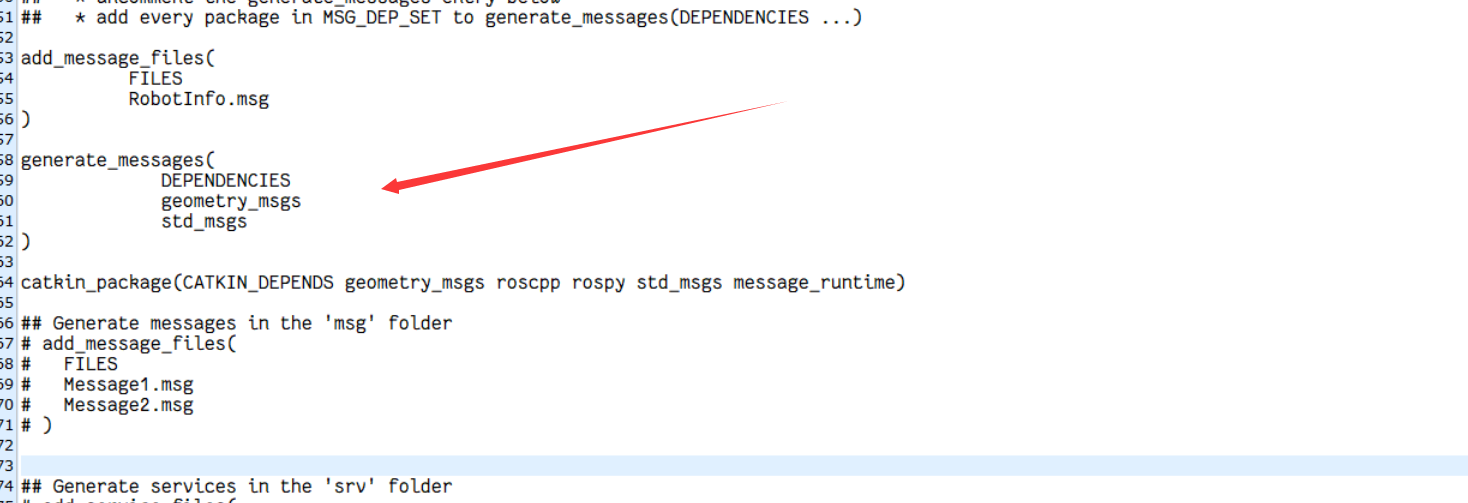 ## * uncomment the generate_messages entry below
51 ## * add every package in MSG_DEP_SET to generate_messages(DEPENDENCIES ...)
52
53 add_message_files(
54 FILES
55 RobotInfo.msg
56 )
57
58 generate_messages(
59 DEPENDENCIES
60 geometry_msgs
61 std_msgs
62 )
63
64 catkin_package(CATKIN_DEPENDS geometry_msgs roscpp rospy std_msgs message_runtime)
65
66 ## Generate messages in the 'msg' folder
67 # add_message_files(
68 # FILES
69 # Message1.msg
70 # Message2.msg
71 # )
72
73
74 ## Generate services in the 'srv' folder
75 # add_service_files(